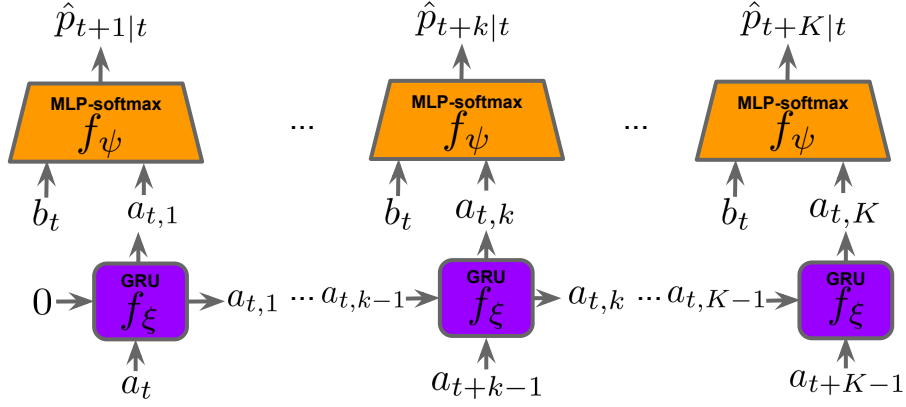 p̂_{t+1|t} p̂_{t+k|t} p̂_{t+K|t}
MLP-softmax MLP-softmax MLP-softmax
f_ψ ... f_ψ ... f_ψ
b_t a_{t,1} b_t a_{t,k} b_t a_{t,K}
GRU GRU GRU
0 f_ξ a_{t,1} ... a_{t,k−1} f_ξ a_{t,k} ... a_{t,K−1} f_ξ
a_t a_{t+k−1} a_{t+K−1}